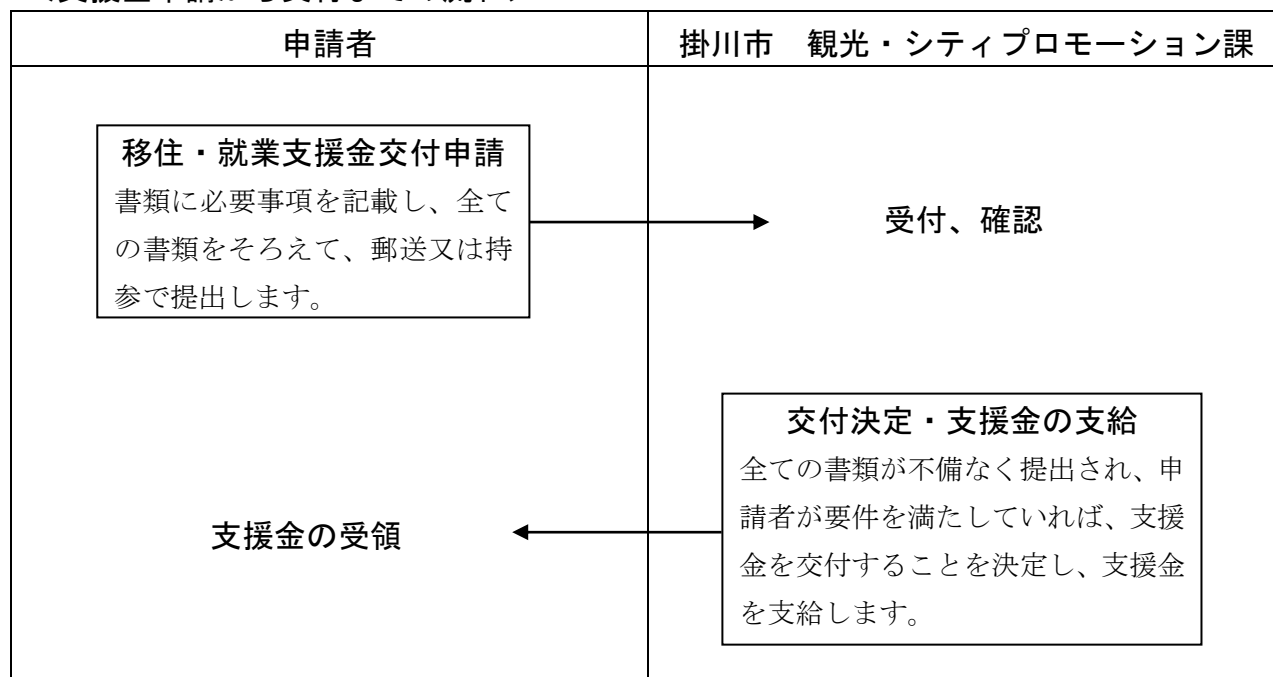 申請者
掛川市 観光・シティプロモーション課
移住・就業支援金交付申請
書類に必要事項を記載し、全て
の書類をそろえて、郵送又は持
参で提出します。
受付、確認
交付決定・支援金の支給
全ての書類が不備なく提出され、申
請者が要件を満たしていれば、支援
金を交付することを決定し、支援金
を支給します。
支援金の受領